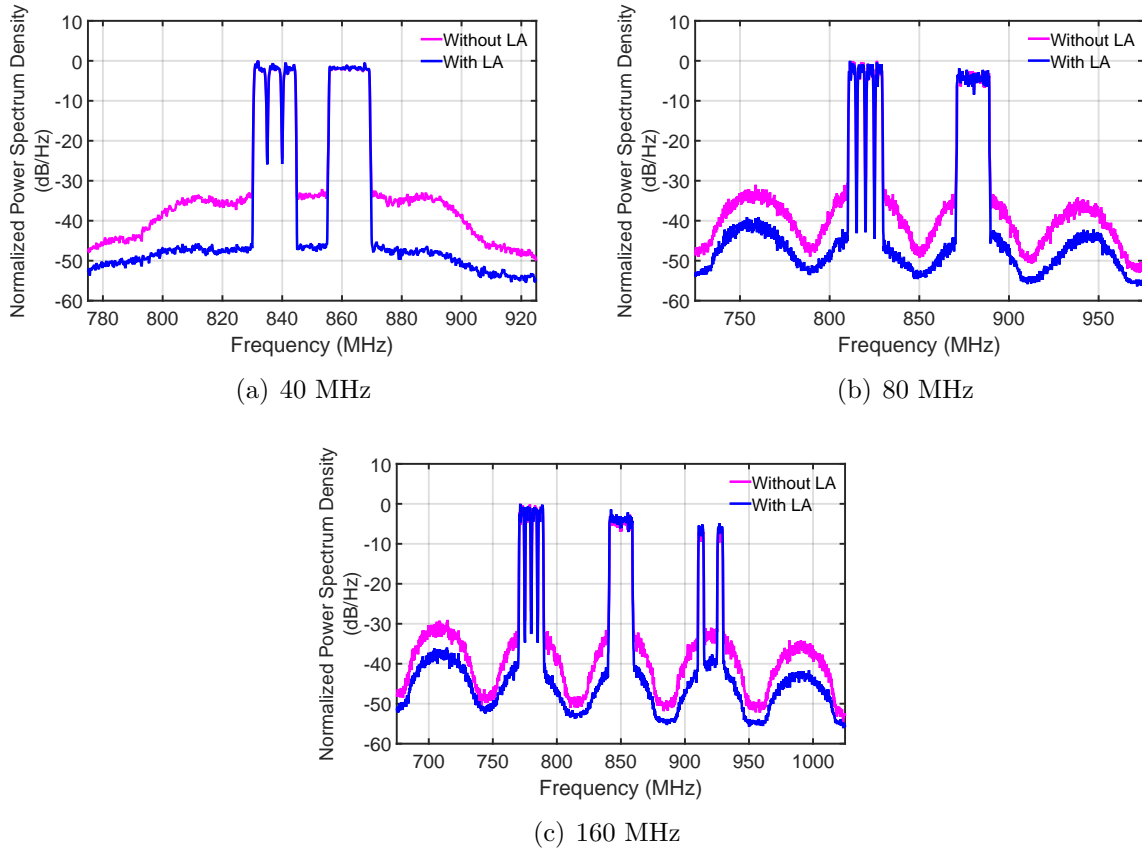 10
0
-10
-20
-30
-40
-50
-60
Normalized Power Spectrum Density
(dB/Hz)
Without LA
With LA
780 800 820 840 860 880 900 920
Frequency (MHz)
(a) 40 MHz
10
0
-10
-20
-30
-40
-50
-60
Normalized Power Spectrum Density
(dB/Hz)
Without LA
With LA
750 800 850 900 950
Frequency (MHz)
(b) 80 MHz
10
0
-10
-20
-30
-40
-50
-60
Normalized Power Spectrum Density
(dB/Hz)
Without LA
With LA
700 750 800 850 900 950 1000
Frequency (MHz)
(c) 160 MHz